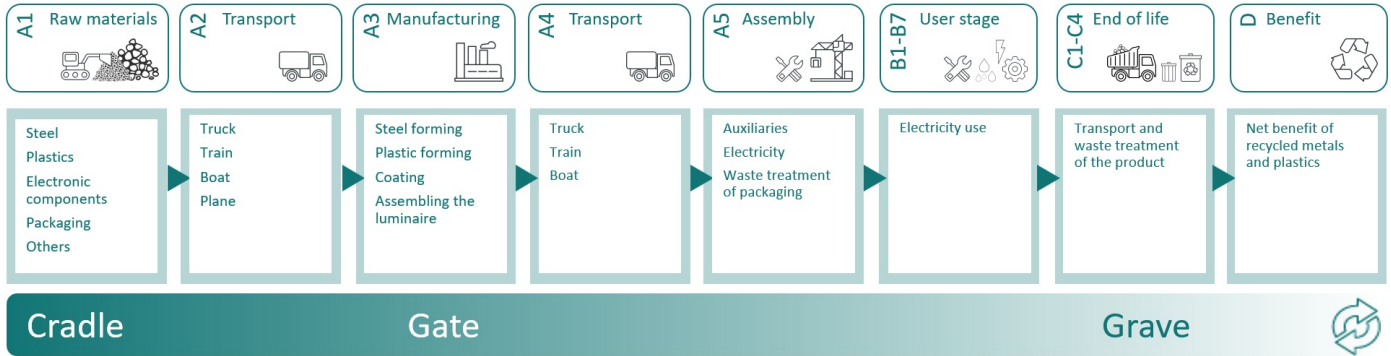 A1 Raw materials
A2 Transport
A3 Manufacturing
A4 Transport
A5 Assembly
B1-B7 User stage
C1-C4 End of life
D Benefit
Steel
Plastics
Electronic
components
Packaging
Others
Truck
Train
Boat
Plane
Steel forming
Plastic forming
Coating
Assembling the
luminaire
Truck
Train
Boat
Auxiliaries
Electricity
Waste treatment
of packaging
Electricity use
Transport and
waste treatment
of the product
Net benefit of
recycled metals
and plastics
Cradle
Gate
Grave